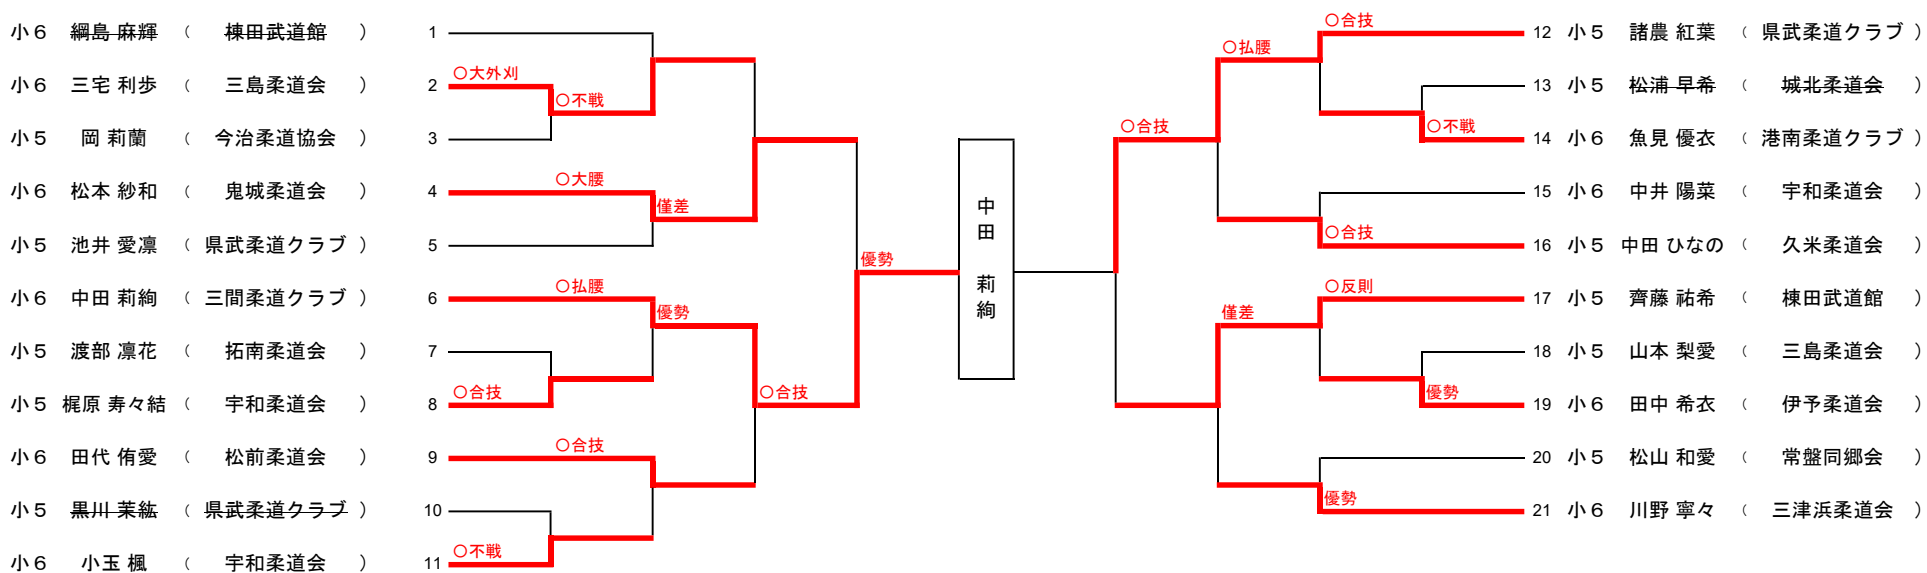 小6 綱島 麻輝 （ 棟田武道館 ） 1
小6 三宅 利歩 （ 三島柔道会 ） 2
小5 岡 莉蘭 （ 今治柔道協会 ） 3
小6 松本 紗和 （ 鬼城柔道会 ） 4
小5 池井 愛凛 （ 県武柔道クラブ ） 5
小6 中田 莉絢 （ 三間柔道クラブ ） 6
小5 渡部 凛花 （ 拓南柔道会 ） 7
小5 梶原 寿々結 （ 宇和柔道会 ） 8
小6 田代 侑愛 （ 松前柔道会 ） 9
小5 黒川 茉紘 （ 県武柔道クラブ ） 10
小6 小玉 楓 （ 宇和柔道会 ） 11
〇大外刈
〇不戦
〇大腰
僅差
〇払腰
優勢
〇合技
〇合技
〇合技
〇不戦
優勢
中田 莉絢
〇合技
〇払腰
〇合技
〇不戦
〇合技
〇反則
僅差
優勢
優勢
12 小5 諸農 紅葉 （ 県武柔道クラブ ）
13 小5 松浦 早希 （ 城北柔道会 ）
14 小6 魚見 優衣 （ 港南柔道クラブ ）
15 小6 中井 陽菜 （ 宇和柔道会 ）
16 小5 中田 ひなの （ 久米柔道会 ）
17 小5 齊藤 祐希 （ 棟田武道館 ）
18 小5 山本 梨愛 （ 三島柔道会 ）
19 小6 田中 希衣 （ 伊予柔道会 ）
20 小5 松山 和愛 （ 常盤同郷会 ）
21 小6 川野 寧々 （ 三津浜柔道会 ）